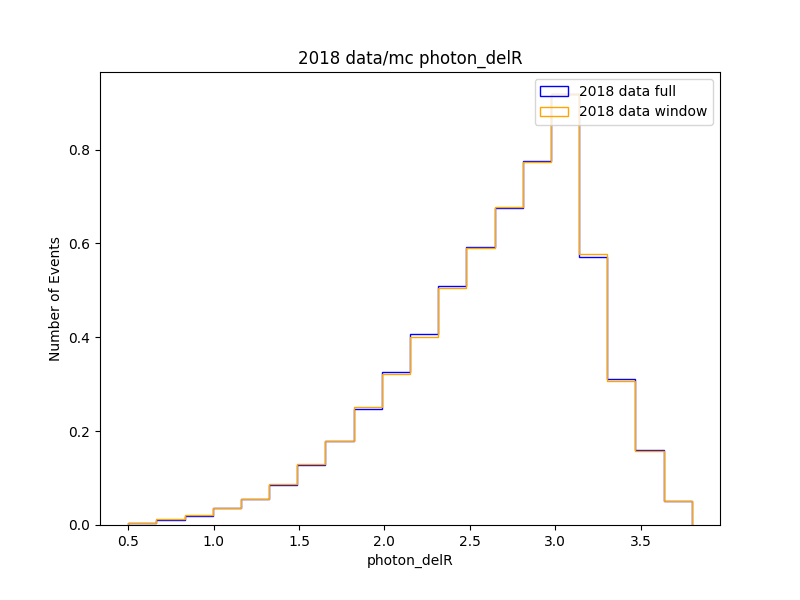 2018 data/mc photon_delR
2018 data full
2018 data window
Number of Events
0.8
0.6
0.4
0.2
0.0
0.5
1.0
1.5
2.0
2.5
3.0
3.5
photon_delR